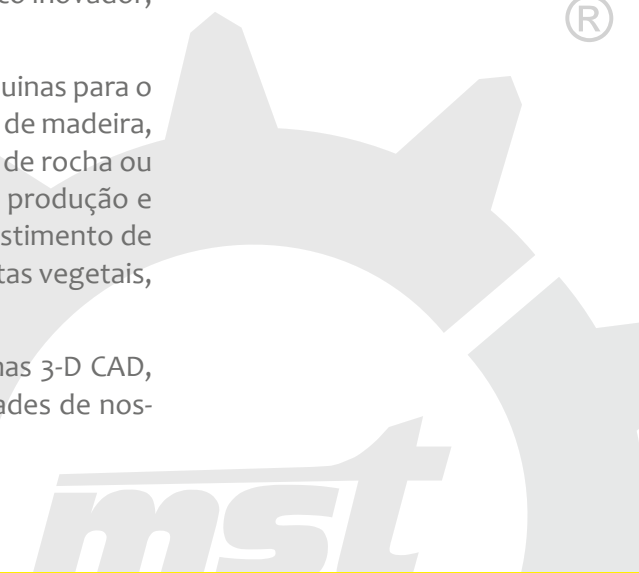 co inovador,
®
uinas para o
de madeira,
de rocha ou
produção e
stimento de
tas vegetais,
nas 3-D CAD,
ades de nos-
mst